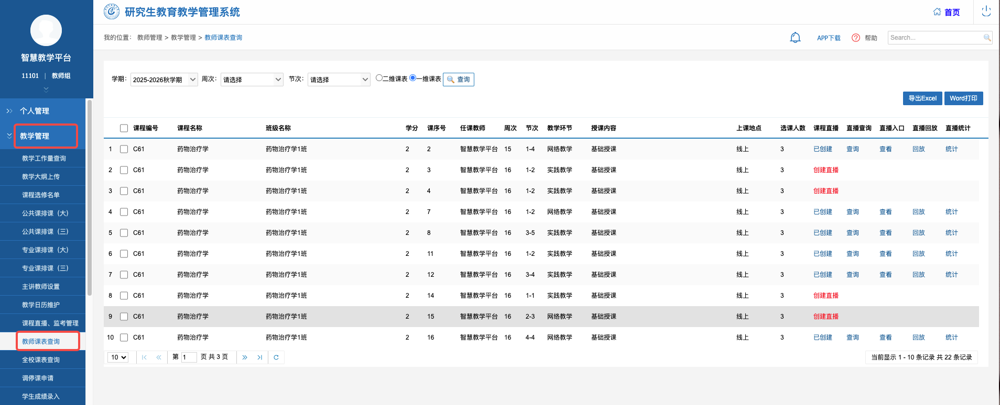 研究生教育教学管理系统
首页
智慧教学平台
11101 | 教师组
我的位置： 教师管理 > 教学管理 > 教师课表查询
APP下载
帮助
Search...
个人管理
教学管理
教学工作量查询
教学大纲上传
课程选修名单
公共课排课（大）
公共课排课（三）
专业课排课（大）
专业课排课（三）
主讲教师设置
教学日历维护
课程直播、监考管理
教师课表查询
全校课表查询
调停课申请
学生成绩录入
学期： 2025-2026秋学期 周次： 请选择 节次： 请选择 二维课表 一维课表 查询
导出Excel Word打印
课程编号 课程名称 班级名称 学分 课序号 任课教师 周次 节次 教学环节 授课内容 上课地点 选课人数 课程直播 直播查询 直播入口 直播回放 直播统计
1 C61 药物治疗学 药物治疗学1班 2 2 智慧教学平台 15 1-4 网络教学 基础授课 线上 3 已创建 查询 查看 回放 统计
2 C61 药物治疗学 药物治疗学1班 2 3 智慧教学平台 16 1-2 实践教学 基础授课 线上 3 创建直播
3 C61 药物治疗学 药物治疗学1班 2 4 智慧教学平台 16 1-2 实践教学 基础授课 线上 3 创建直播
4 C61 药物治疗学 药物治疗学1班 2 7 智慧教学平台 16 1-2 网络教学 基础授课 线上 3 已创建 查询 查看 回放 统计
5 C61 药物治疗学 药物治疗学1班 2 8 智慧教学平台 16 3-5 实践教学 基础授课 线上 3 已创建 查询 查看 回放 统计
6 C61 药物治疗学 药物治疗学1班 2 11 智慧教学平台 16 1-2 实践教学 基础授课 线上 3 已创建 查询 查看 回放 统计
7 C61 药物治疗学 药物治疗学1班 2 12 智慧教学平台 16 3-4 实践教学 基础授课 线上 3 已创建 查询 查看 回放 统计
8 C61 药物治疗学 药物治疗学1班 2 14 智慧教学平台 16 1-1 实践教学 基础授课 线上 3 创建直播
9 C61 药物治疗学 药物治疗学1班 2 15 智慧教学平台 16 2-3 网络教学 基础授课 线上 3 创建直播
10 C61 药物治疗学 药物治疗学1班 2 16 智慧教学平台 16 4-4 网络教学 基础授课 线上 3 已创建 查询 查看 回放 统计
10 第 1 页 共 3 页
当前显示 1 - 10 条记录 共 22 条记录